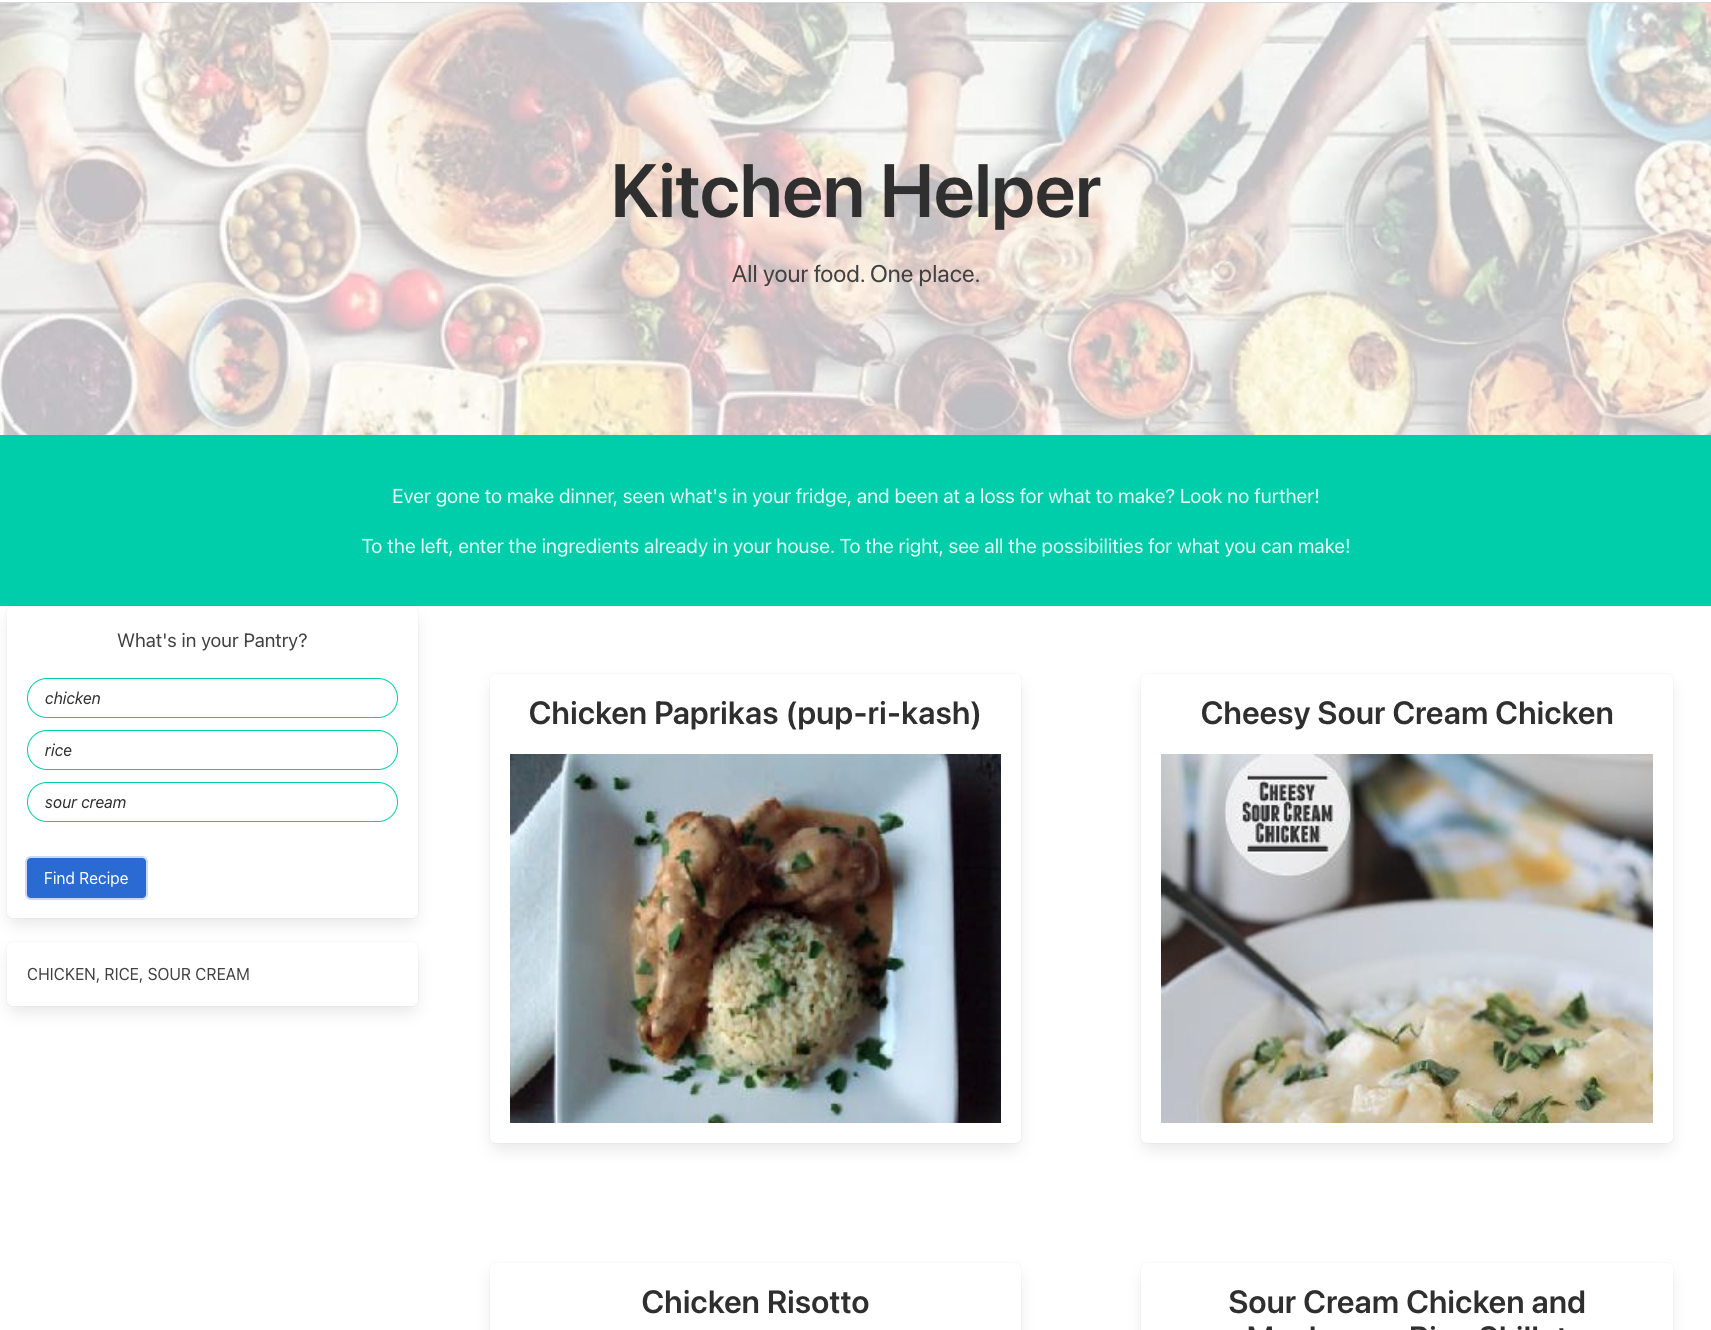 Kitchen Helper
All your food. One place.
Ever gone to make dinner, seen what's in your fridge, and been at a loss for what to make? Look no further!
To the left, enter the ingredients already in your house. To the right, see all the possibilities for what you can make!
What's in your Pantry?
chicken
rice
sour cream
Find Recipe
CHICKEN, RICE, SOUR CREAM
Chicken Paprikas (pup-ri-kash)
Cheesy Sour Cream Chicken
CHEESY
SOUR CREAM
CHICKEN
Chicken Risotto
Sour Cream Chicken and